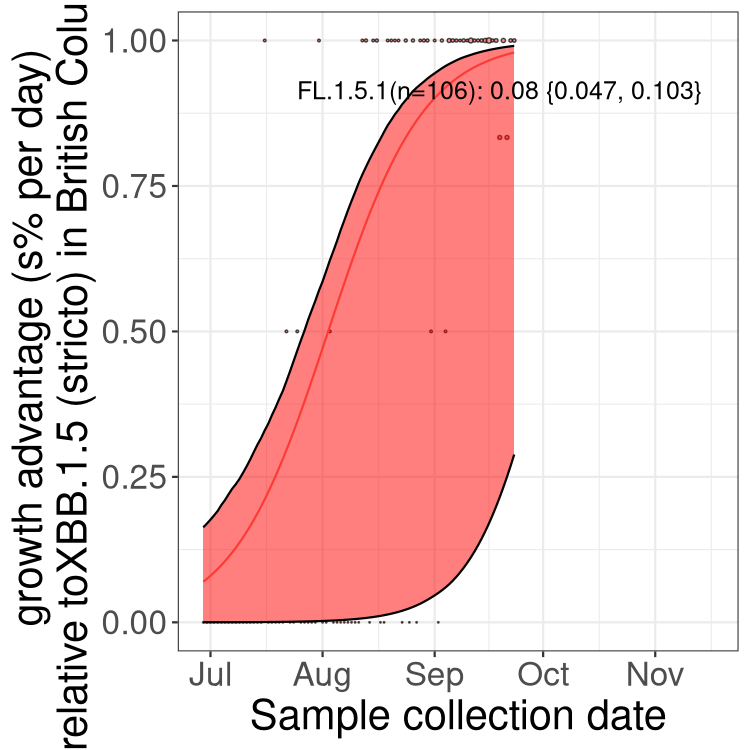 growth advantage (s% per day)
relative toXBB.1.5 (stricto) in British Colu
1.00
0.75
0.50
0.25
0.00
FL.1.5.1(n=106): 0.08 {0.047, 0.103}
Jul Aug Sep Oct Nov
Sample collection date